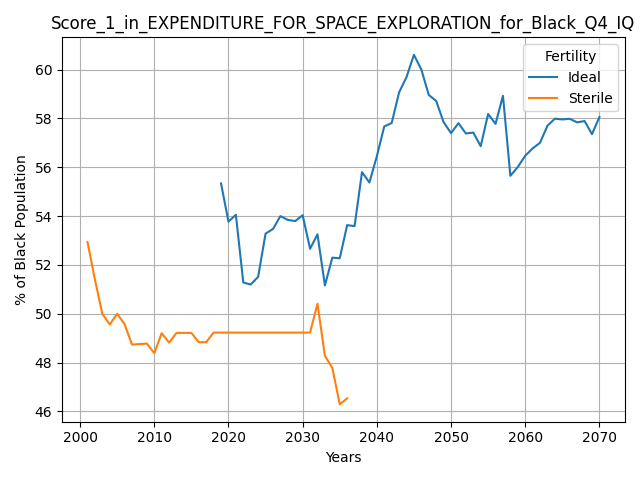 Score_1_in_EXPENDITURE_FOR_SPACE_EXPLORATION_for_Black_Q4_IQ
Fertility
Ideal
Sterile
% of Black Population
60
58
56
54
52
50
48
46
2000 2010 2020 2030 2040 2050 2060 2070
Years